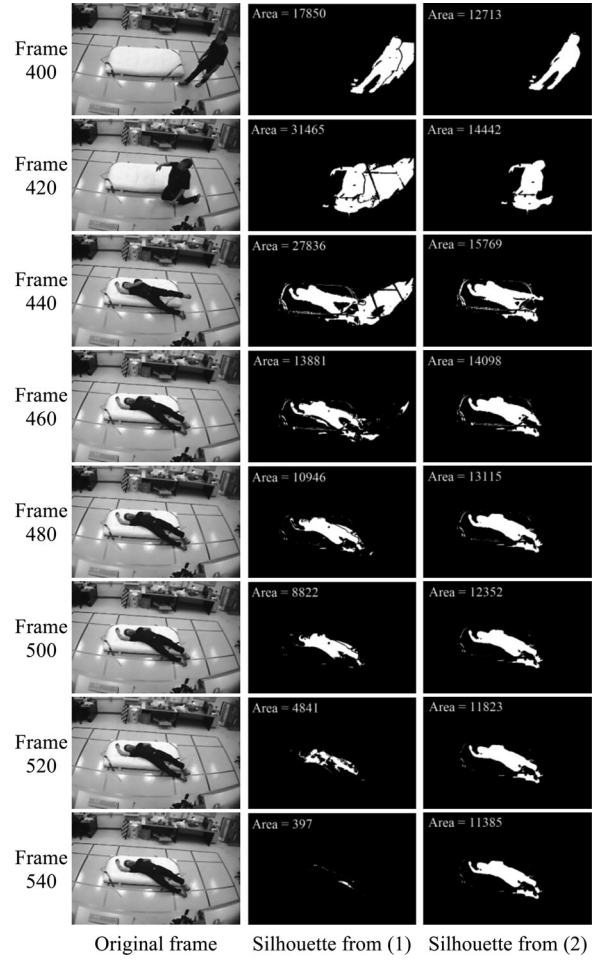 Frame
400
Area = 17850
Area = 12713
Frame
420
Area = 31465
Area = 14442
Frame
440
Area = 27836
Area = 15769
Frame
460
Area = 13881
Area = 14098
Frame
480
Area = 10946
Area = 13115
Frame
500
Area = 8822
Area = 12352
Frame
520
Area = 4841
Area = 11823
Frame
540
Area = 397
Area = 11385
Original frame
Silhouette from (1)
Silhouette from (2)